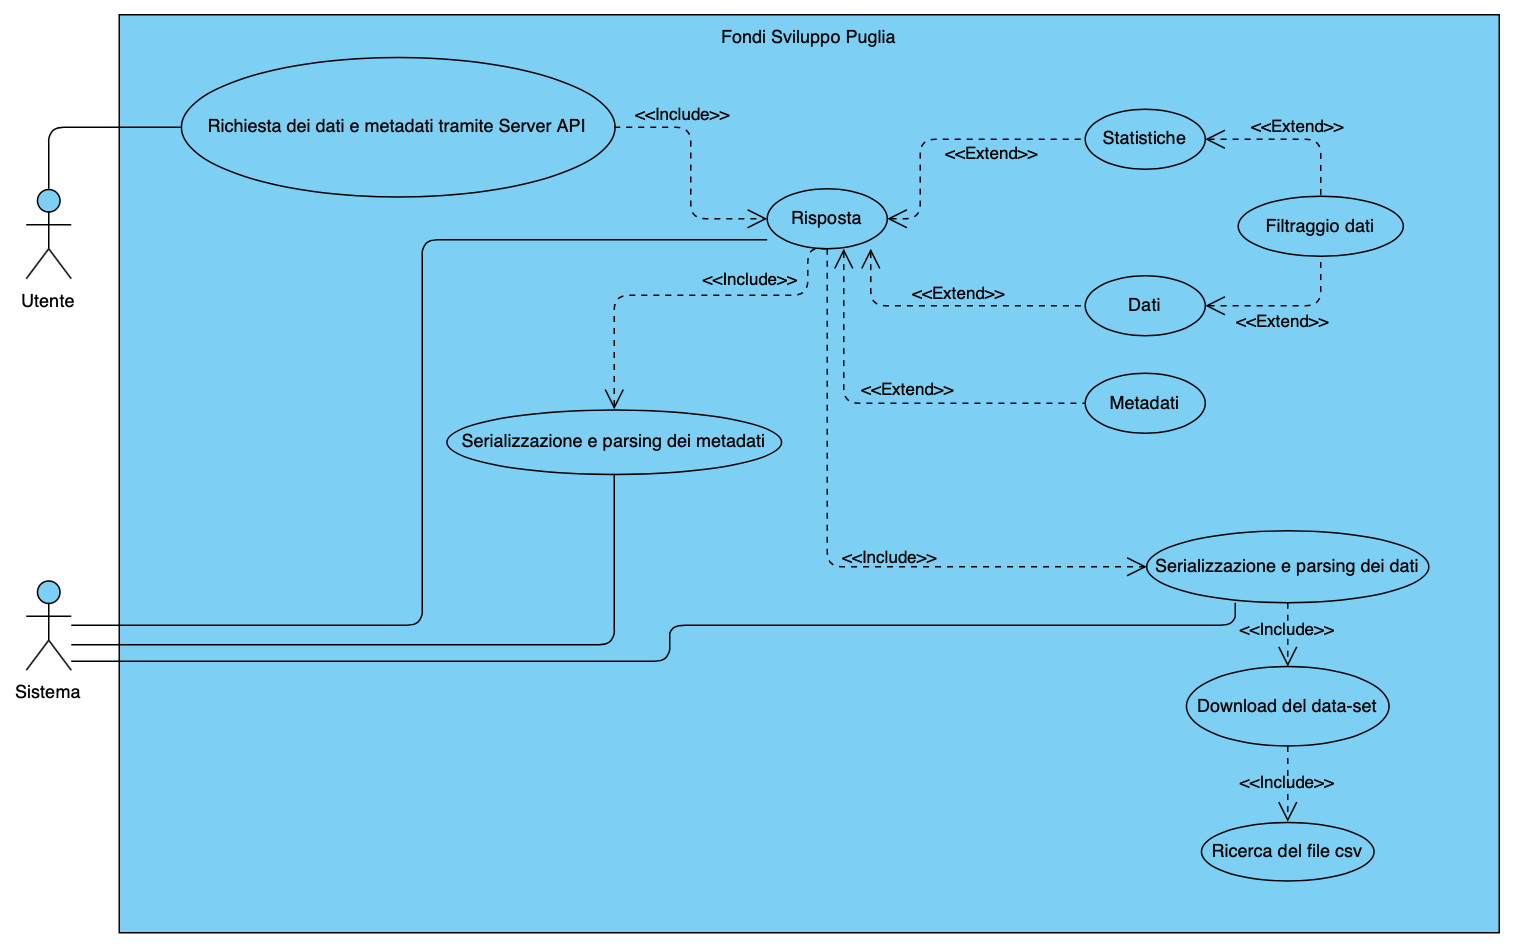 Fondi Sviluppo Puglia
Richiesta dei dati e metadati tramite Server API
<<Include>>
Statistiche
<<Extend>>
<<Extend>>
Risposta
Filtraggio dati
Utente
<<Include>>
<<Extend>>
Dati
<<Extend>>
<<Extend>>
Metadati
Serializzazione e parsing dei metadati
<<Include>>
Serializzazione e parsing dei dati
Sistema
<<Include>>
Download del data-set
<<Include>>
Ricerca del file csv